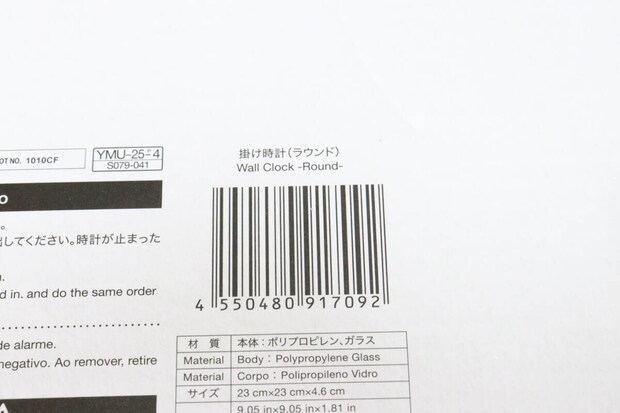 OT NO. 1010CF
YMU-25-4
S079-041
掛け時計(ラウンド)
Wall Clock -Round-
o
。
出してください。時計が止まった
n.
d in. and do the same order
de alarme.
negativo. Ao remover, retire
A
4 550480 917092
材 質 本体:ポリプロピレン、ガラス
Material Body : Polypropylene Glass
Material Corpo : Polipropileno Vidro
サイズ 23 cm×23 cm×4.6 cm
9.05 in×9.05 in×1.81 in